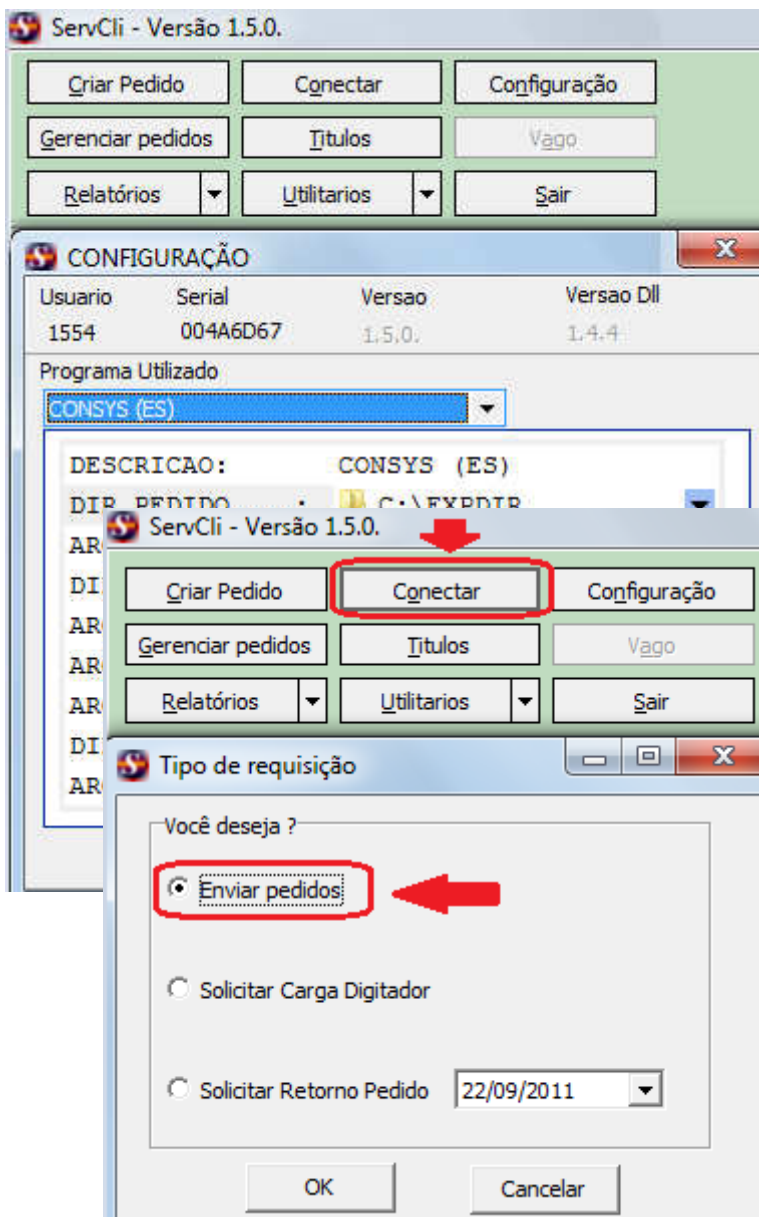 ServCli - Versão 1.5.0.
Criar Pedido Conectar Configuração
Gerenciar pedidos Titulos Vago
Relatórios Utilitarios Sair
CONFIGURAÇÃO
Usuario Serial Versao Versao Dll
1554 004A6D67 1.5.0. 1.4.4
Programa Utilizado
CONSYS (ES)
DESCRICAO: CONSYS (ES)
DIR PEDIDO : C:\EXPDIR
ServCli - Versão 1.5.0.
Criar Pedido Conectar Configuração
Gerenciar pedidos Titulos Vago
Relatórios Utilitarios Sair
Tipo de requisição
Você deseja ?
Enviar pedidos
Solicitar Carga Digitador
Solicitar Retorno Pedido 22/09/2011
OK Cancelar